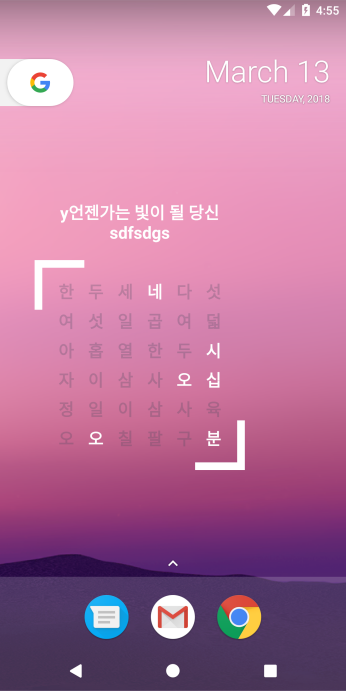 4:55
March 13
TUESDAY, 2018
y언젠가는 빛이 될 당신
sdfsdgs
한 두 세 네 다 섯
여 섯 일 곱 여 덟
아 홉 열 한 두 시
자 이 삼 사 오 십
정 일 이 삼 사 육
오 오 칠 팔 구 분